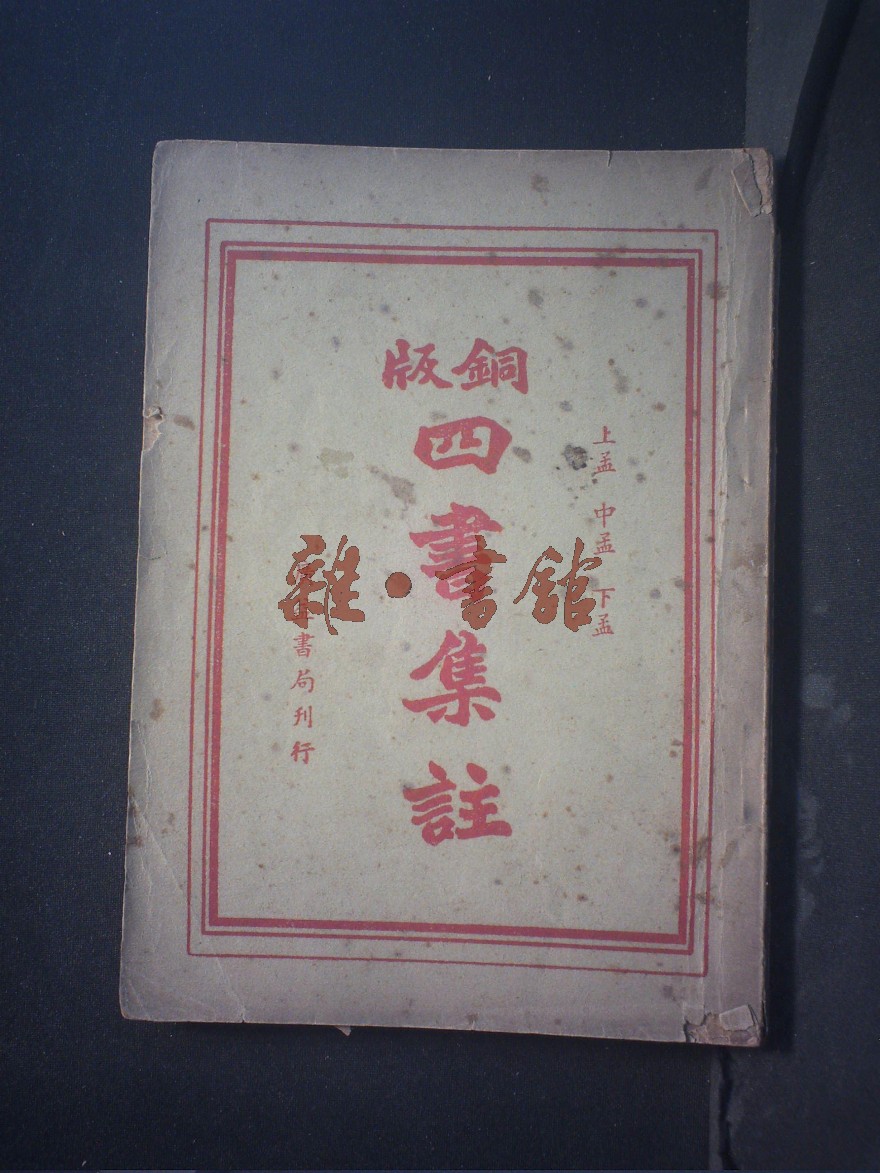 銅版
四書集註
上孟 中孟 下孟
書局刊行
雜·書館